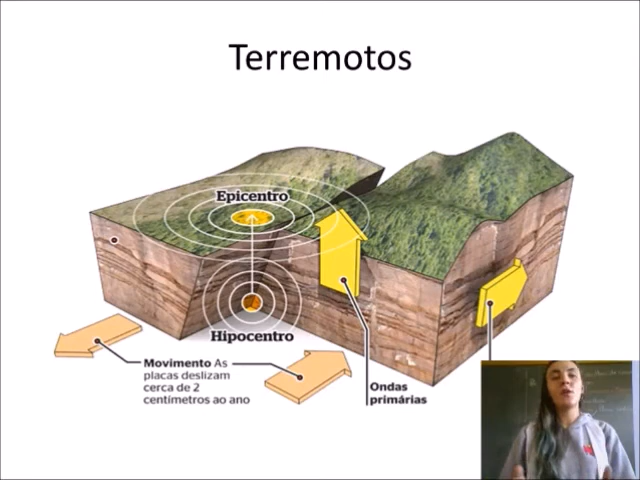 Terremotos
Epicentro
Hipocentro
Movimento As
placas deslizam
cerca de 2
centímetros ao ano
Ondas
primárias